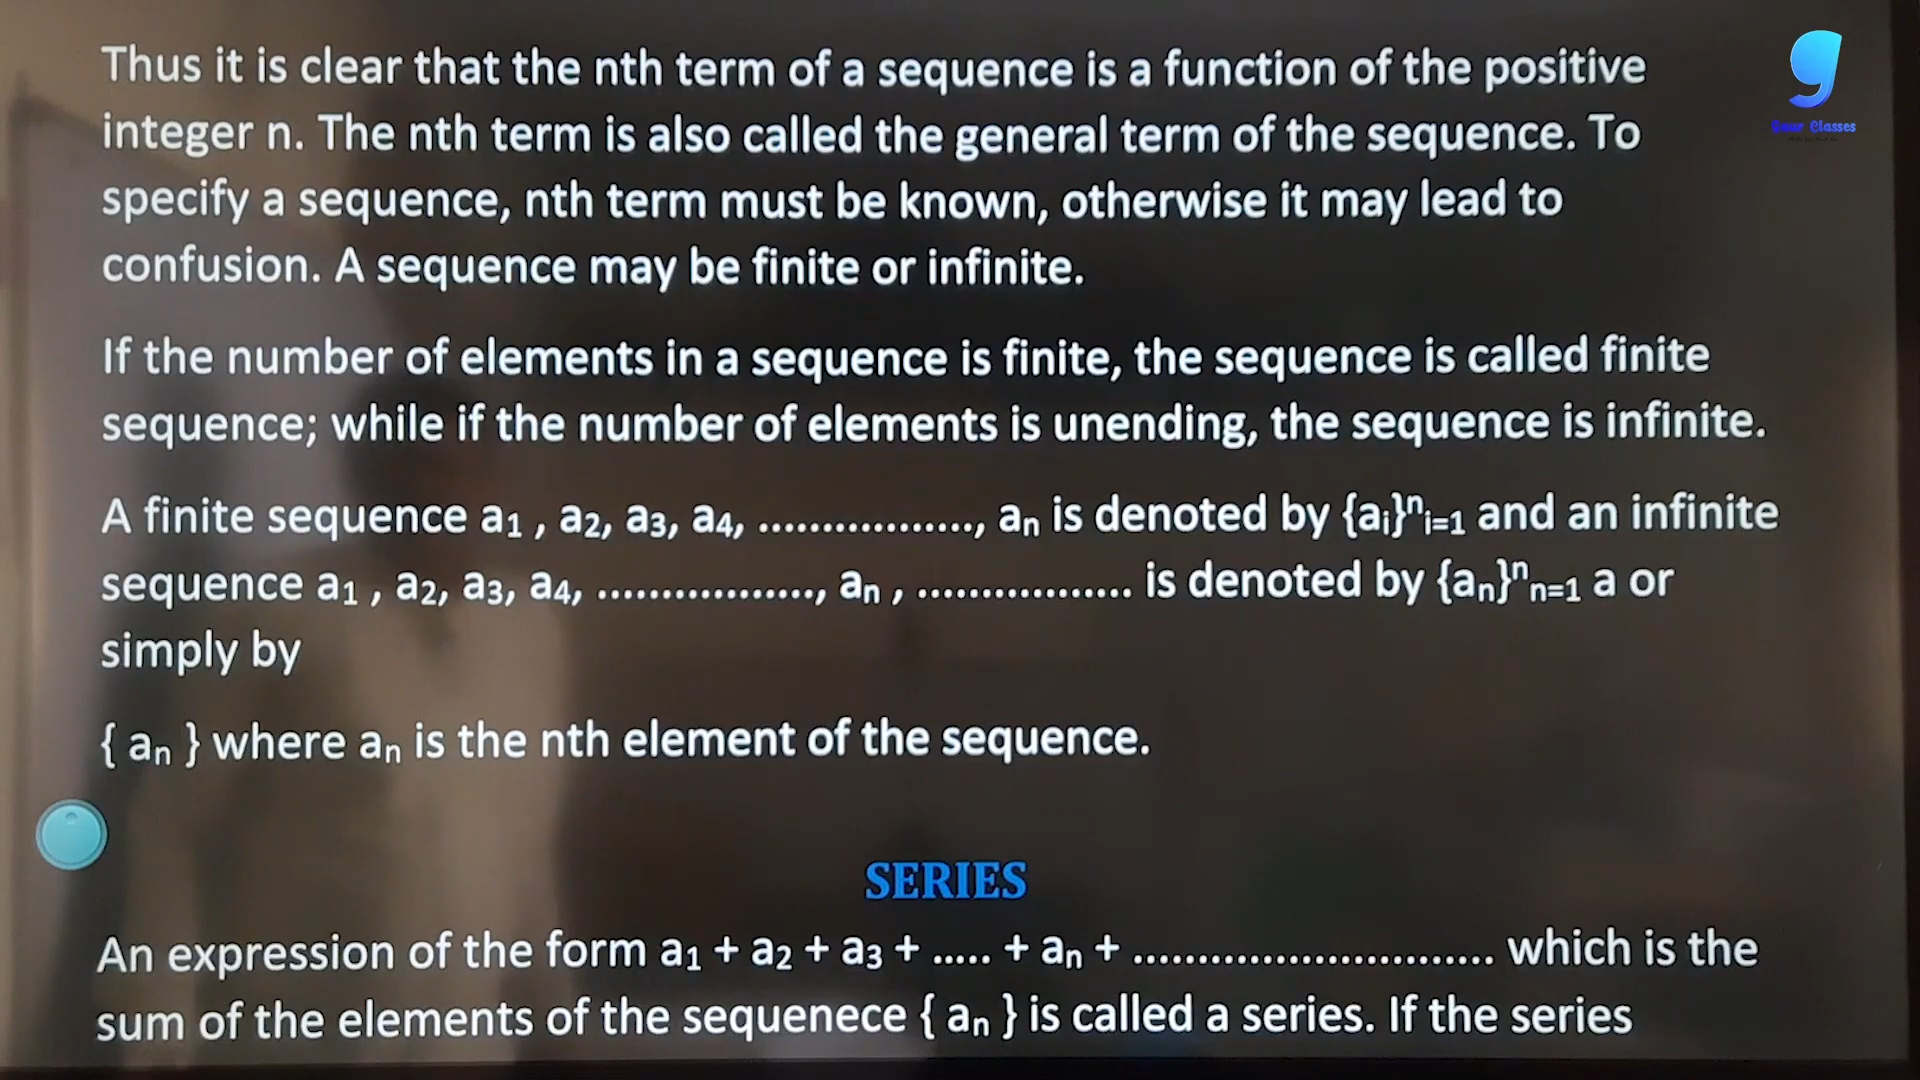 Thus it is clear that the nth term of a sequence is a function of the positive
integer n. The nth term is also called the general term of the sequence. To
specify a sequence, nth term must be known, otherwise it may lead to
confusion. A sequence may be finite or infinite.
If the number of elements in a sequence is finite, the sequence is called finite
sequence; while if the number of elements is unending, the sequence is infinite.
A finite sequence a₁ , a₂, a₃, a₄, ................., aₙ is denoted by {aᵢ}ⁿᵢ₌₁ and an infinite
sequence a₁ , a₂, a₃, a₄, ................., aₙ , ................. is denoted by {aₙ}ⁿₙ₌₁ a or
simply by
{ aₙ } where aₙ is the nth element of the sequence.
SERIES
An expression of the form a₁ + a₂ + a₃ + ..... + aₙ + ............................ which is the
sum of the elements of the sequenece { aₙ } is called a series. If the series
Classes